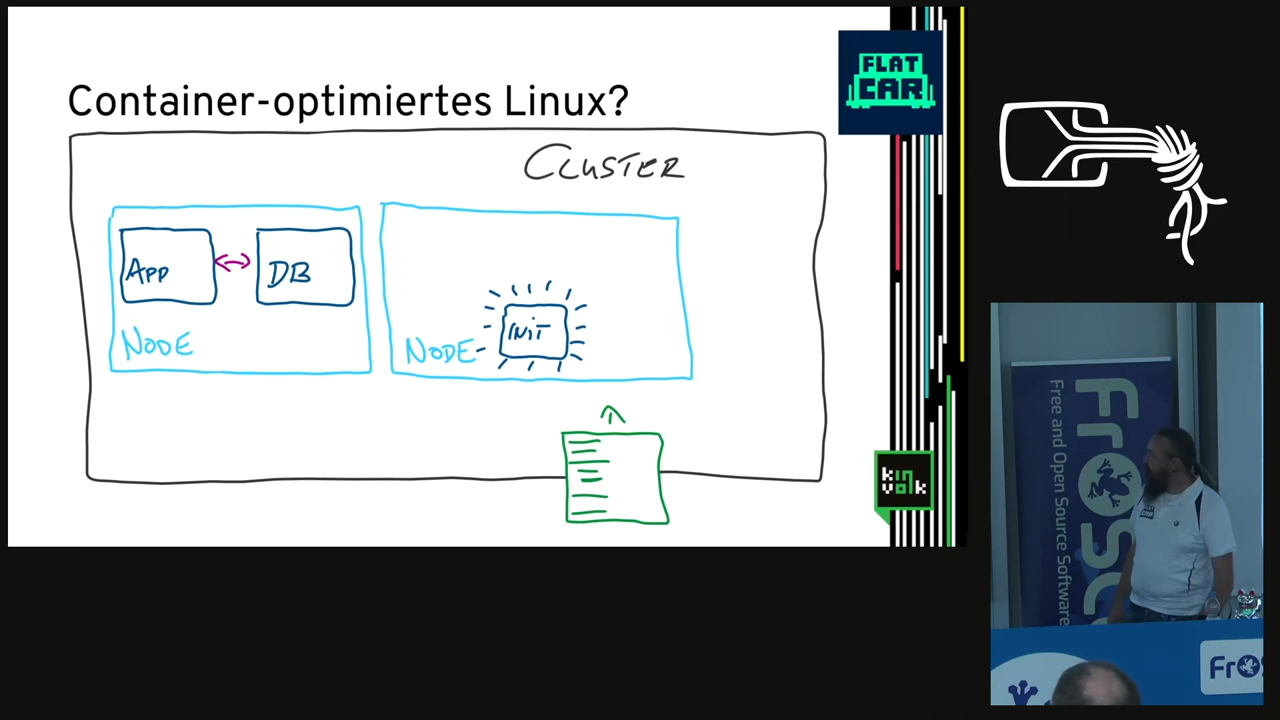 Container-optimiertes Linux?
FLAT
CAR
CLUSTER
APP
DB
NODE
INIT
NODE
kin
volk
FrOSC
Free and Open Source Software
FrOS